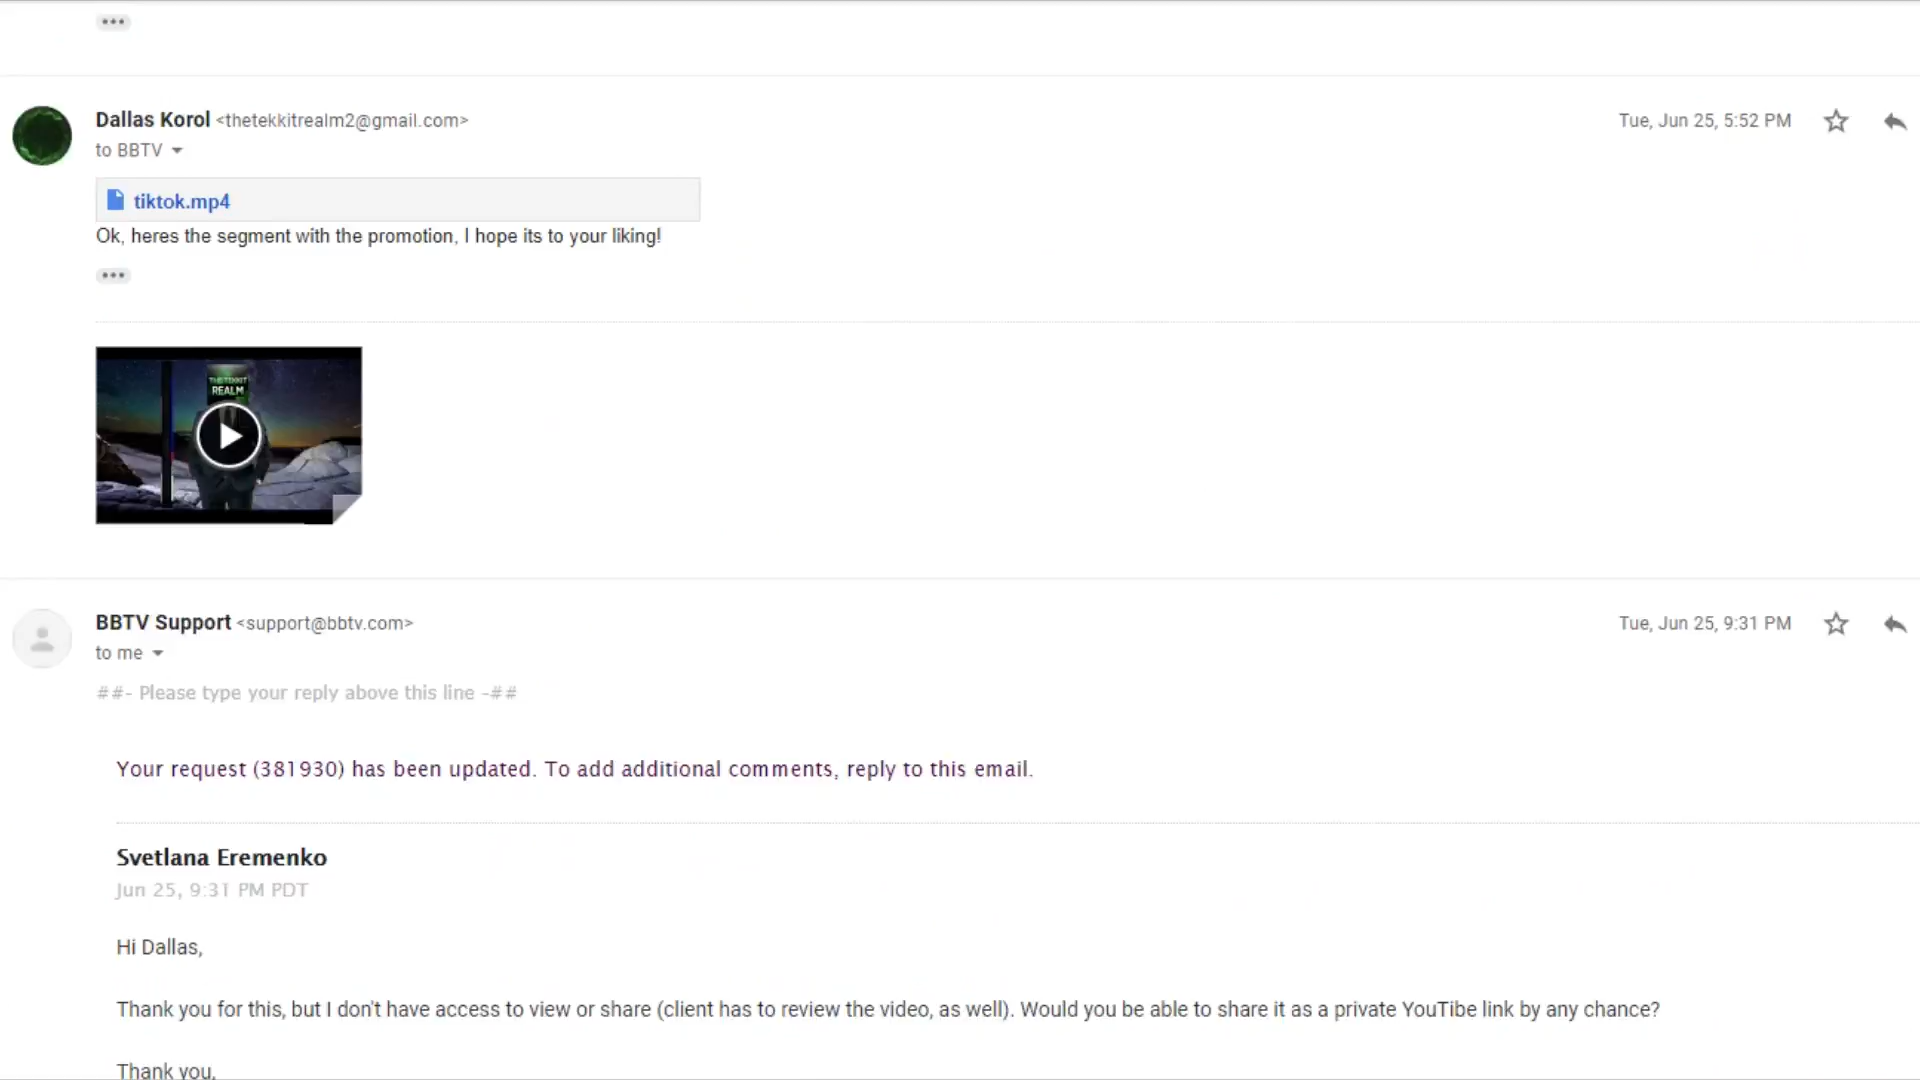 Dallas Korol <thetekkitrealm2@gmail.com>
Tue, Jun 25, 5:52 PM
to BBTV
tiktok.mp4
Ok, heres the segment with the promotion, I hope its to your liking!
THETEKKIT
REALM
BBTV Support <support@bbtv.com>
Tue, Jun 25, 9:31 PM
to me
##- Please type your reply above this line -##
Your request (381930) has been updated. To add additional comments, reply to this email.
Svetlana Eremenko
Jun 25, 9:31 PM PDT
Hi Dallas,
Thank you for this, but I don't have access to view or share (client has to review the video, as well). Would you be able to share it as a private YouTibe link by any chance?
Thank you,